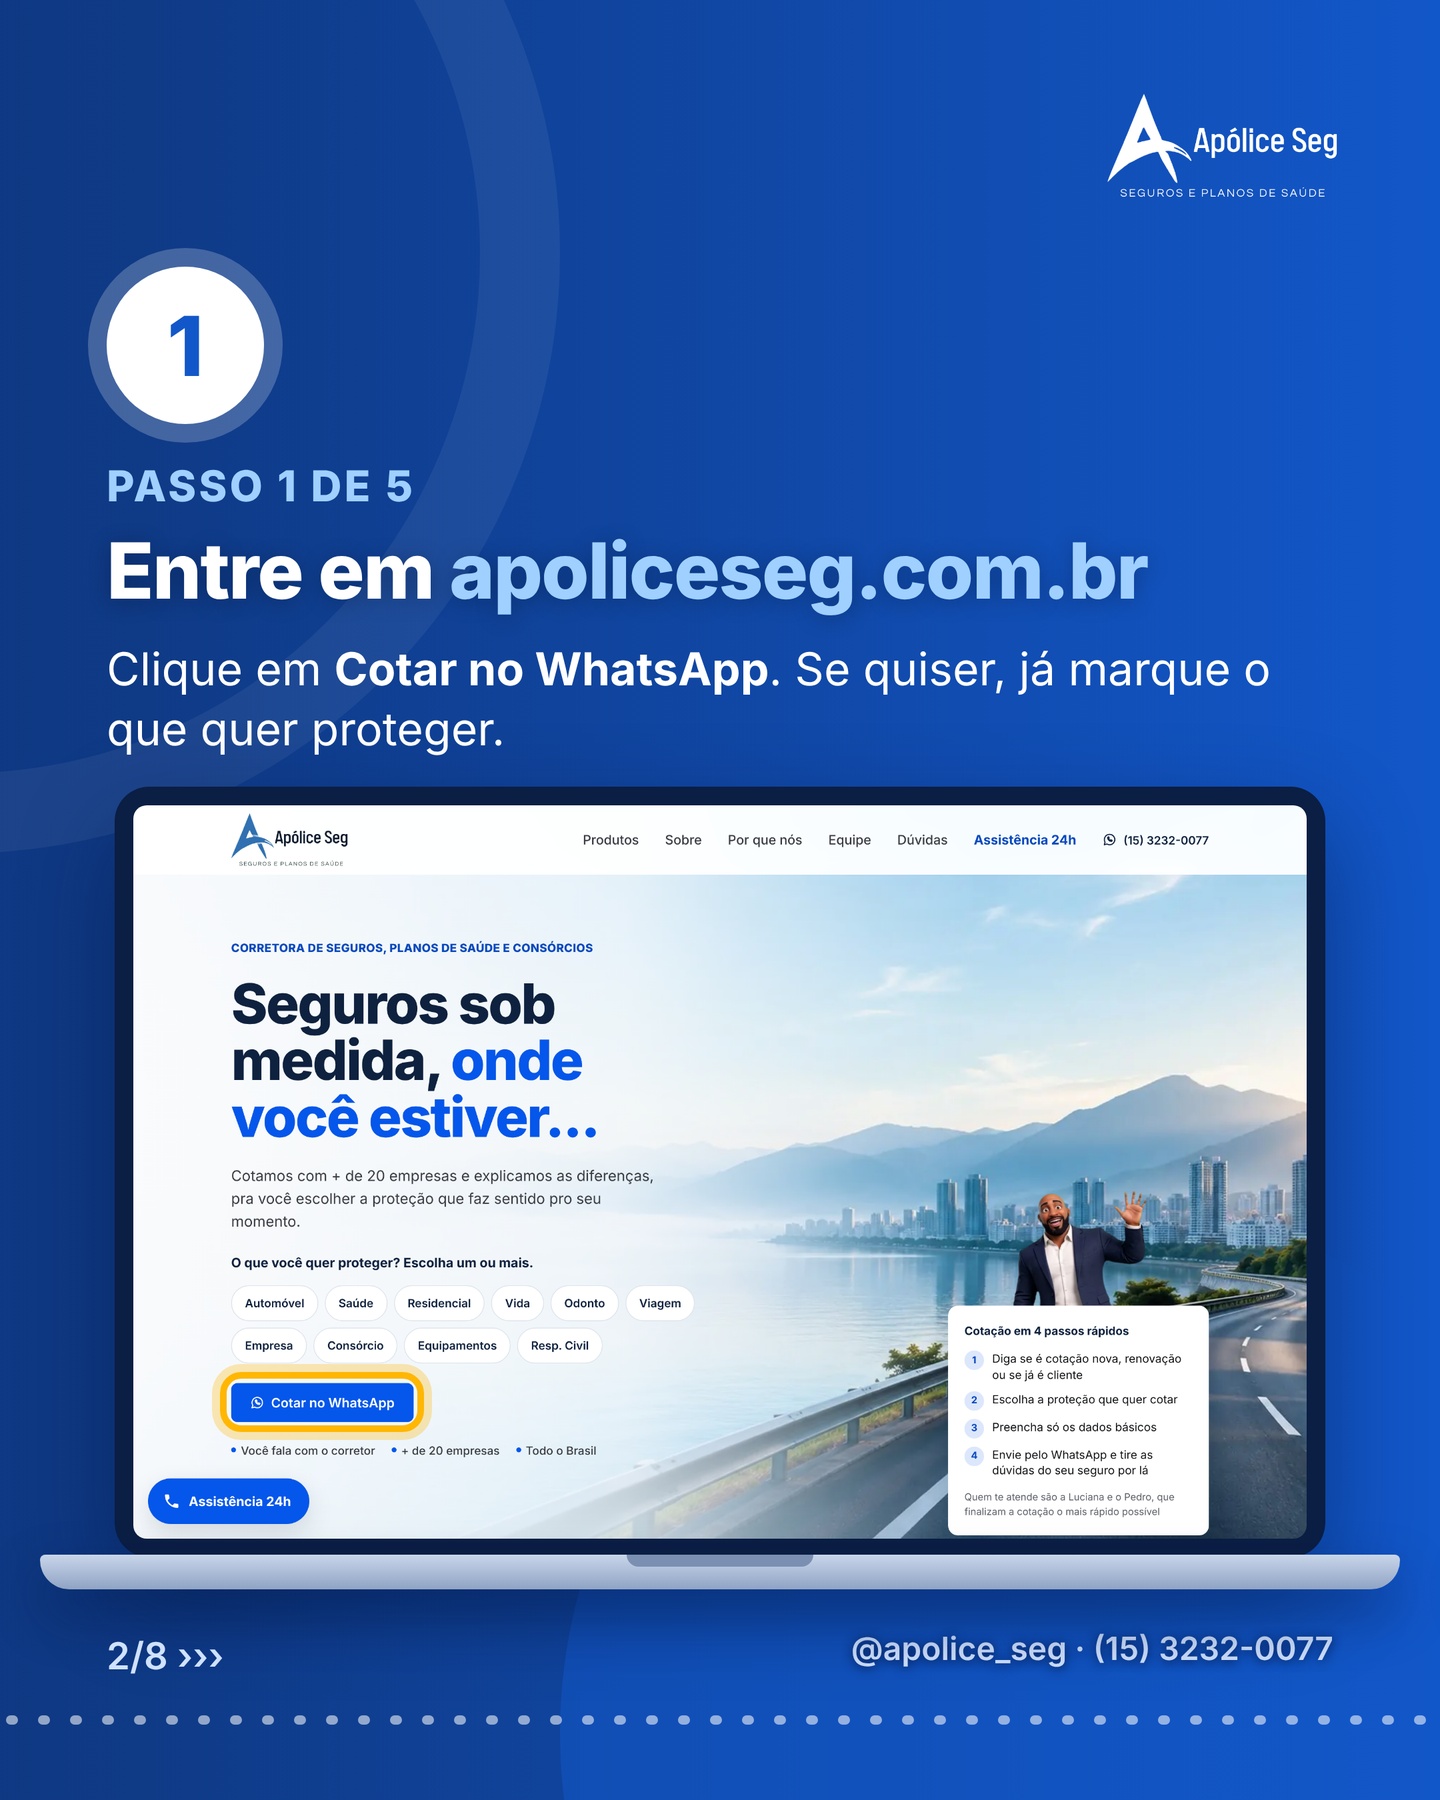 Apólice Seg
SEGUROS E PLANOS DE SAÚDE
1
PASSO 1 DE 5
Entre em apoliceseg.com.br
Clique em Cotar no WhatsApp. Se quiser, já marque o
que quer proteger.
Apólice Seg
SEGUROS E PLANOS DE SAÚDE
Produtos Sobre Por que nós Equipe Dúvidas Assistência 24h (15) 3232-0077
CORRETORA DE SEGUROS, PLANOS DE SAÚDE E CONSÓRCIOS
Seguros sob
medida, onde
você estiver...
Cotamos com + de 20 empresas e explicamos as diferenças,
pra você escolher a proteção que faz sentido pro seu
momento.
O que você quer proteger? Escolha um ou mais.
Automóvel Saúde Residencial Vida Odonto Viagem
Empresa Consórcio Equipamentos Resp. Civil
Cotar no WhatsApp
• Você fala com o corretor • + de 20 empresas • Todo o Brasil
Assistência 24h
Cotação em 4 passos rápidos
1 Diga se é cotação nova, renovação
ou se já é cliente
2 Escolha a proteção que quer cotar
3 Preencha só os dados básicos
4 Envie pelo WhatsApp e tire as
dúvidas do seu seguro por lá
Quem te atende são a Luciana e o Pedro, que
finalizam a cotação o mais rápido possível
2/8 ›››
@apolice_seg · (15) 3232-0077